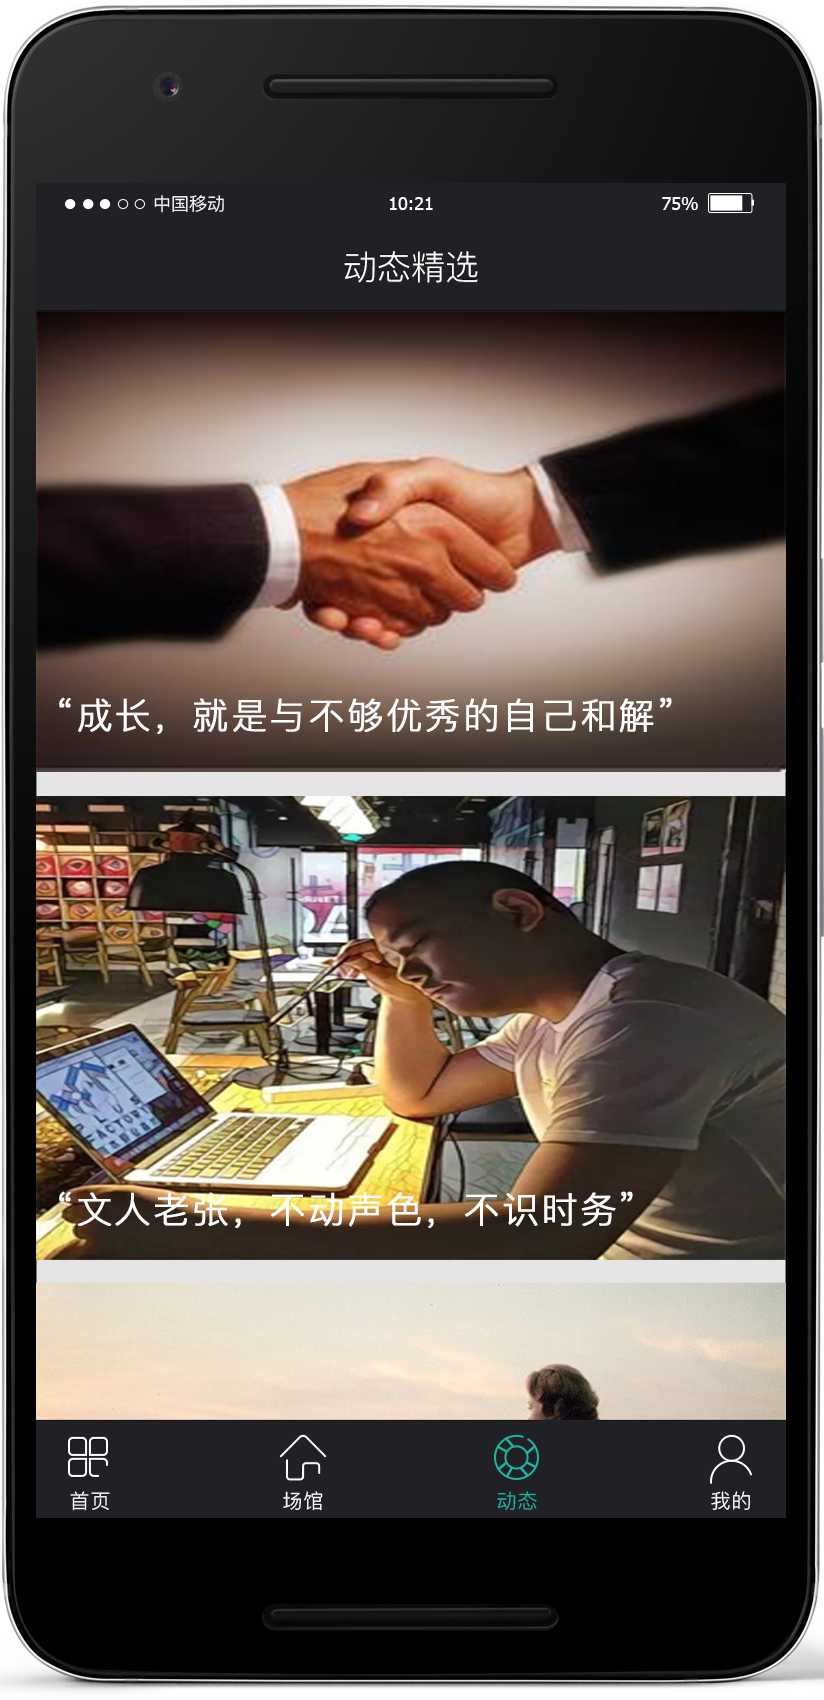 中国移动 10:21 75%
动态精选
“成长，就是与不够优秀的自己和解”
PLUS
FACTORY
“文人老张，不动声色，不识时务”
首页 场馆 动态 我的